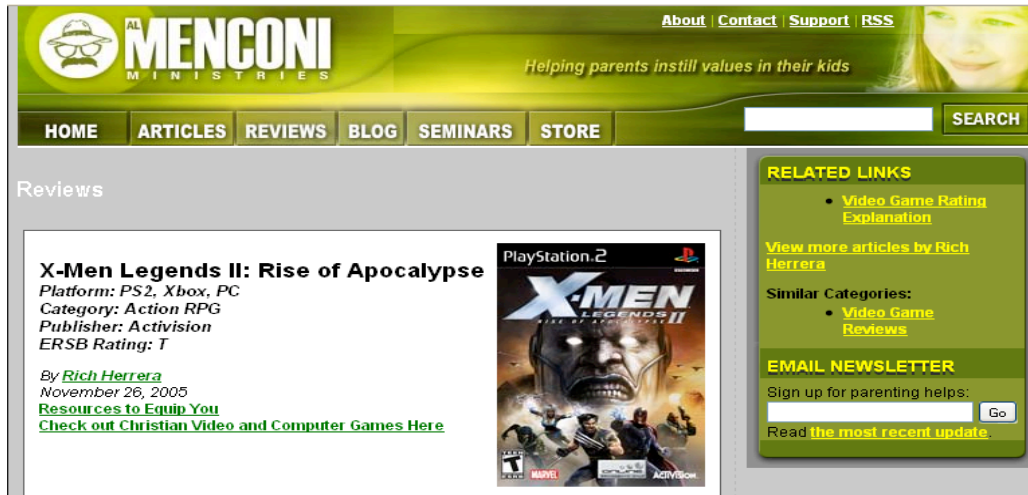 About | Contact | Support | RSS
AL
MENCONI
MINISTRIES
Helping parents instill values in their kids
HOME
ARTICLES
REVIEWS
BLOG
SEMINARS
STORE
SEARCH
Reviews
X-Men Legends II: Rise of Apocalypse
Platform: PS2, Xbox, PC
Category: Action RPG
Publisher: Activision
ERSB Rating: T
By Rich Herrera
November 26, 2005
Resources to Equip You
Check out Christian Video and Computer Games Here
PlayStation.2
X-MEN
LEGENDS II
RISE OF APOCALYPSE
TEEN
T
MARVEL
ONLINE
ACTIVISION
RELATED LINKS
• Video Game Rating
Explanation
View more articles by Rich
Herrera
Similar Categories:
• Video Game
Reviews
EMAIL NEWSLETTER
Sign up for parenting helps:
Go
Read the most recent update.